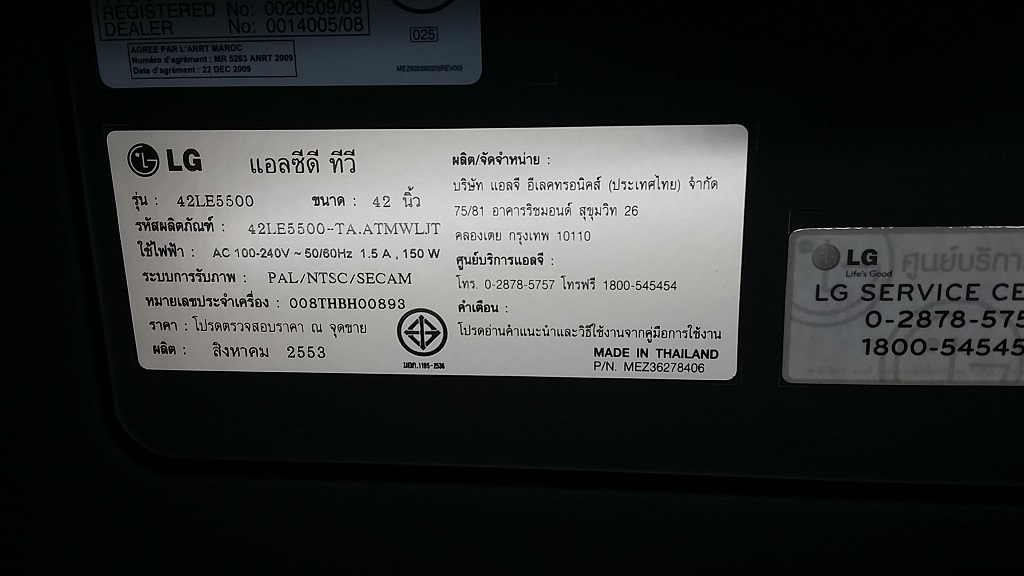 REGISTERED No: 0020509/09
DEALER No: 0014005/08
AGREE PAR L'ANRT MAROC
Numéro d'agrément : MR 5263 ANRT 2009
Date d'agrément : 22 DEC 2009
025
MEZ62026020(REV00)
LG แอลซีดี ทีวี
รุ่น : 42LE5500 ขนาด : 42 นิ้ว
รหัสผลิตภัณฑ์ : 42LE5500-TA.ATMWLJT
ใช้ไฟฟ้า : AC 100-240V ~ 50/60Hz 1.5 A , 150 W
ระบบการรับภาพ : PAL/NTSC/SECAM
หมายเลขประจำเครื่อง : 008THBH00893
ราคา : โปรดตรวจสอบราคา ณ จุดขาย
ผลิต : สิงหาคม 2553
มอก.1195-2536
ผลิต/จัดจำหน่าย :
บริษัท แอลจี อีเลคทรอนิคส์ (ประเทศไทย) จำกัด
75/81 อาคารริชมอนด์ สุขุมวิท 26
คลองเตย กรุงเทพ 10110
ศูนย์บริการแอลจี :
โทร. 0-2878-5757 โทรฟรี 1800-545454
คำเตือน :
โปรดอ่านคำแนะนำและวิธีใช้งานจากคู่มือการใช้งาน
MADE IN THAILAND
P/N. MEZ36278406
LG ศูนย์บริกา
Life's Good
LG SERVICE CE
0-2878-575
1800-54545